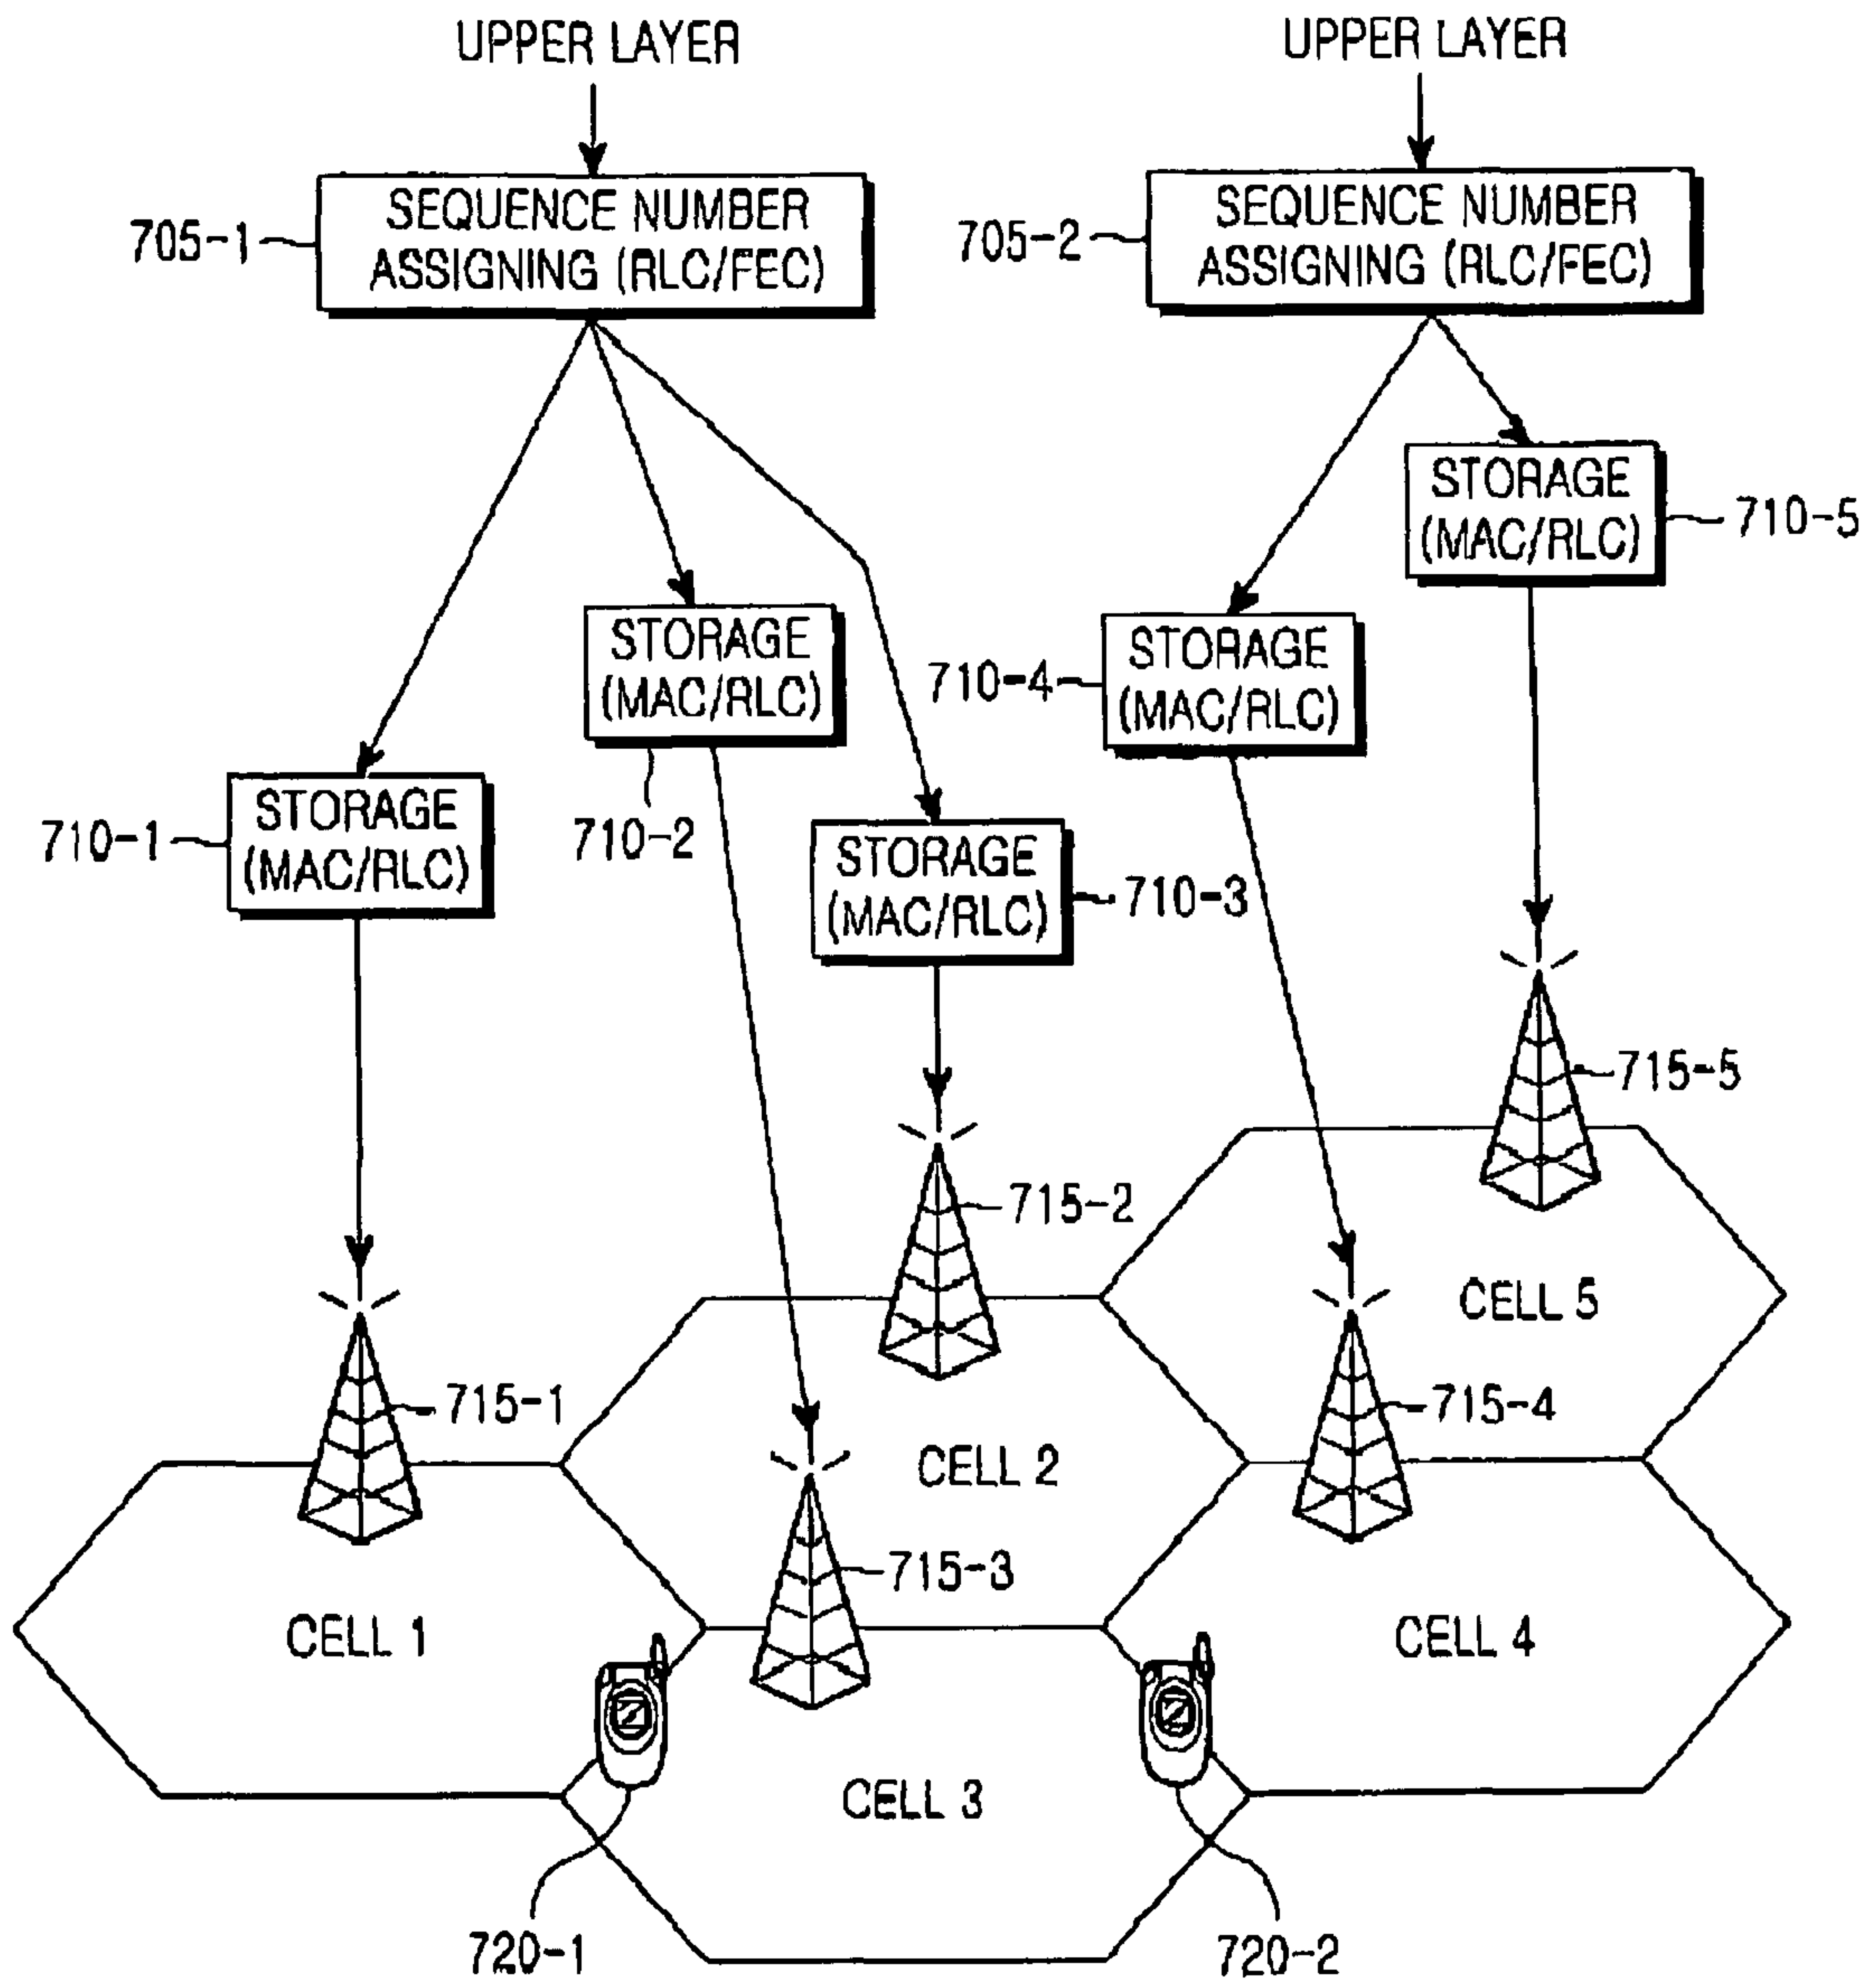 UPPER LAYER
UPPER LAYER
705-1
SEQUENCE NUMBER
ASSIGNING (RLC/FEC)
705-2
SEQUENCE NUMBER
ASSIGNING (RLC/FEC)
STORAGE
(MAC/RLC)
710-5
STORAGE
(MAC/RLC)
710-2
710-4
STORAGE
(MAC/RLC)
710-1
STORAGE
(MAC/RLC)
STORAGE
(MAC/RLC)
710-3
715-5
715-2
CELL 5
715-1
715-4
CELL 2
715-3
CELL 1
CELL 4
CELL 3
720-1
720-2